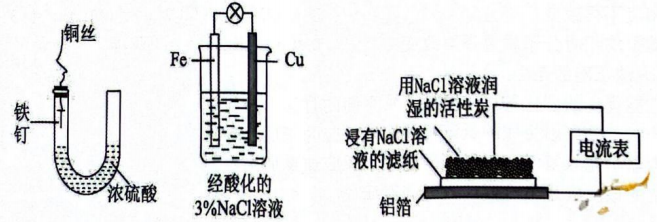 铜丝
铁
钉
浓硫酸
Fe
Cu
经酸化的
3%NaCl溶液
用NaCl溶液润
湿的活性炭
浸有NaCl溶
液的滤纸
铝箔
电流表